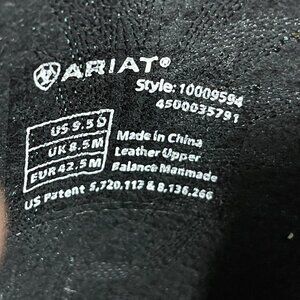 ARIAT®
Style: 10009594
4500035791
US 9.5 D
UK 8.5 M
EUR 42.5 M
Made in China
Leather Upper
Balance Manmade
US Patent 5,720,117 & 8,136,266